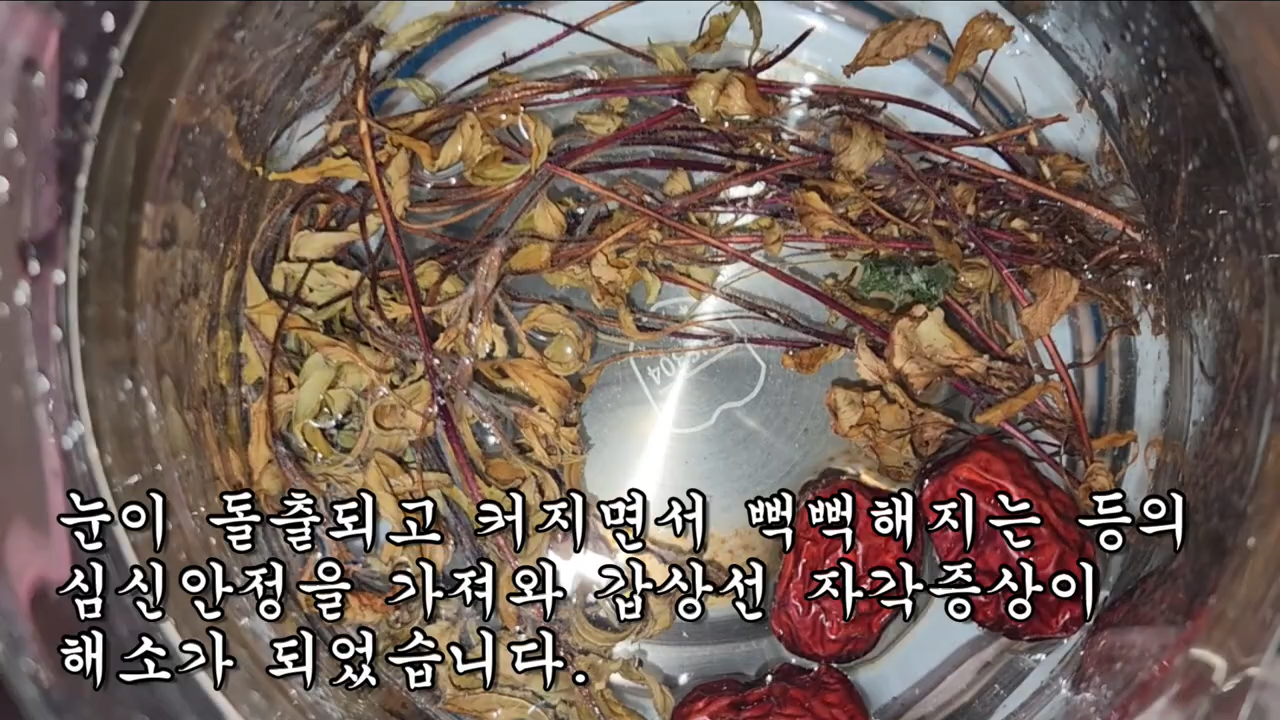 눈이 돌출되고 커지면서 뻑뻑해지는 등의
심신안정을 가져와 갑상선 자각증상이
해소가 되었습니다.
304